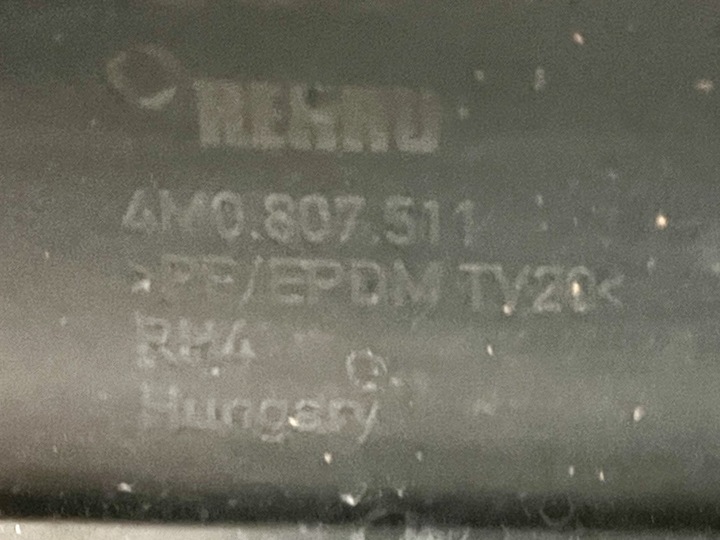 REHAU
4M0.807.511
>PP/EPDM TV20<
RH4
Hungary